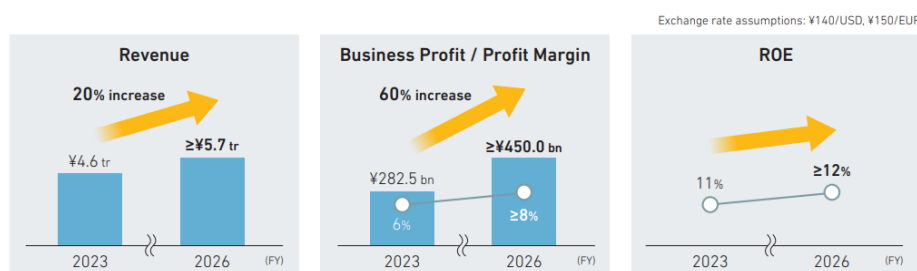 Exchange rate assumptions: ¥140/USD, ¥150/EUR
Revenue
20% increase
¥4.6 tr
≥¥5.7 tr
2023
2026
(FY)
Business Profit / Profit Margin
60% increase
¥282.5 bn
≥¥450.0 bn
6%
≥8%
2023
2026
(FY)
ROE
11%
≥12%
2023
2026
(FY)